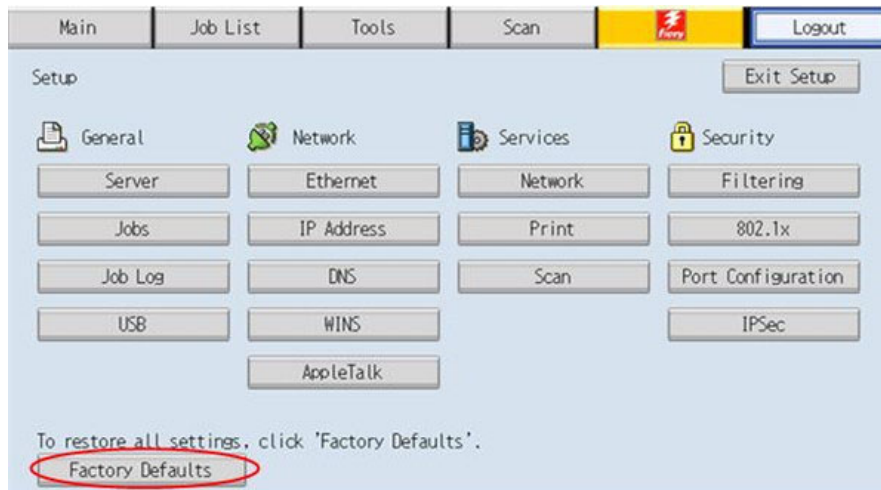 Main Job List Tools Scan fiery Logout
Setup Exit Setup
General Network Services Security
Server Ethernet Network Filtering
Jobs IP Address Print 802.1x
Job Log DNS Scan Port Configuration
USB WINS IPSec
AppleTalk
To restore all settings, click 'Factory Defaults'.
Factory Defaults